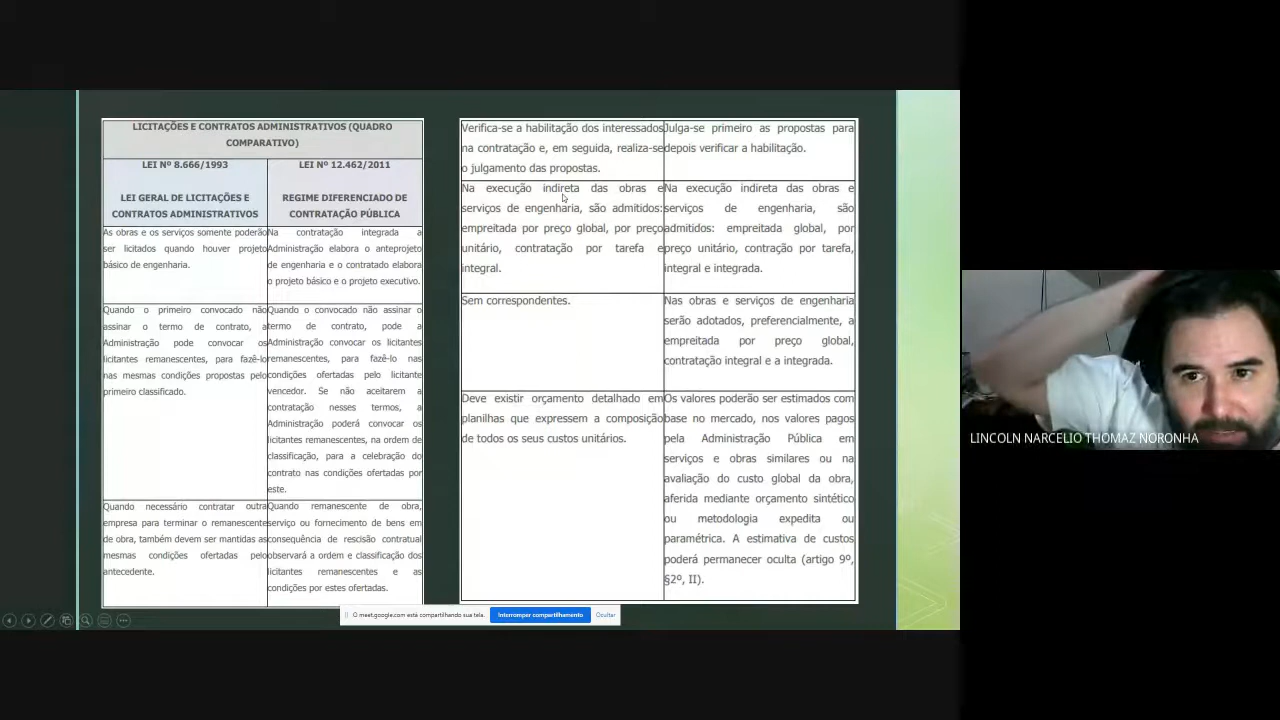 LICITAÇÕES E CONTRATOS ADMINISTRATIVOS (QUADRO
COMPARATIVO)
LEI Nº 8.666/1993
LEI GERAL DE LICITAÇÕES E
CONTRATOS ADMINISTRATIVOS
LEI Nº 12.462/2011
REGIME DIFERENCIADO DE
CONTRATAÇÃO PÚBLICA
As obras e os serviços somente poderão
ser licitados quando houver projeto
básico de engenharia.
Na contratação integrada a
Administração elabora o anteprojeto
de engenharia e o contratado elabora
o projeto básico e o projeto executivo.
Quando o primeiro convocado não
assinar o termo de contrato, a
Administração pode convocar os
licitantes remanescentes, para fazê-lo
nas mesmas condições propostas pelo
primeiro classificado.
Quando o convocado não assinar o
termo de contrato, pode a
Administração convocar os licitantes
remanescentes, para fazê-lo nas
condições ofertadas pelo licitante
vencedor. Se não aceitarem a
contratação nesses termos, a
Administração poderá convocar os
licitantes remanescentes, na ordem de
classificação, para a celebração do
contrato nas condições ofertadas por
este.
Quando necessário contratar outra
empresa para terminar o remanescente
de obra, também devem ser mantidas as
mesmas condições ofertadas pelo
antecedente.
Quando remanescente de obra,
serviço ou fornecimento de bens em
consequência de rescisão contratual
observará a ordem e classificação dos
licitantes remanescentes e as
condições por estes ofertadas.
Verifica-se a habilitação dos interessados
na contratação e, em seguida, realiza-se
o julgamento das propostas.
Julga-se primeiro as propostas para
depois verificar a habilitação.
Na execução indireta das obras e
serviços de engenharia, são admitidos:
empreitada por preço global, por preço
unitário, contratação por tarefa e
integral.
Na execução indireta das obras e
serviços de engenharia, são
admitidos: empreitada global, por
preço unitário, contração por tarefa,
integral e integrada.
Sem correspondentes.
Nas obras e serviços de engenharia
serão adotados, preferencialmente, a
empreitada por preço global,
contratação integral e a integrada.
Deve existir orçamento detalhado em
planilhas que expressem a composição
de todos os seus custos unitários.
Os valores poderão ser estimados com
base no mercado, nos valores pagos
pela Administração Pública em
serviços e obras similares ou na
avaliação do custo global da obra,
aferida mediante orçamento sintético
ou metodologia expedita ou
paramétrica. A estimativa de custos
poderá permanecer oculta (artigo 9º,
§2º, II).
O meet.google.com está compartilhando sua tela.
Interromper compartilhamento
Ocultar
LINCOLN NARCELIO THOMAZ NORONHA